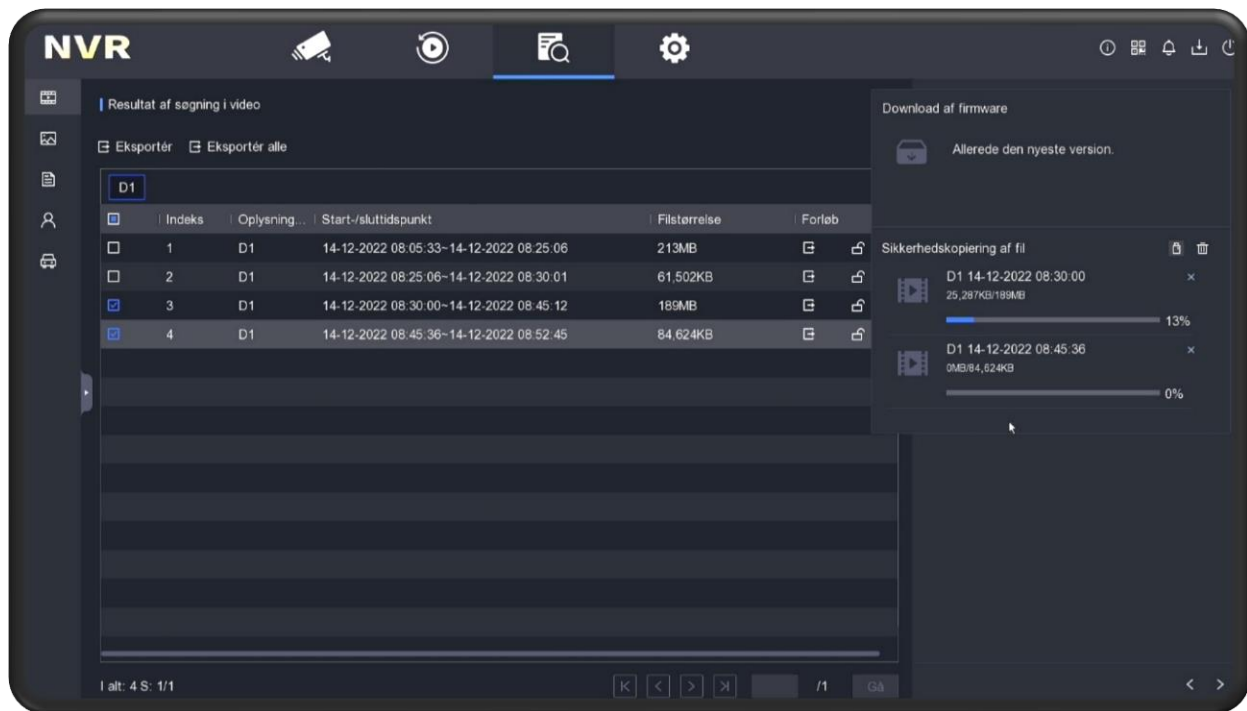 NVR
Resultat af søgning i video
Eksportér Eksportér alle
D1
Indeks Oplysning... Start-/sluttidspunkt Filstørrelse Forløb
1 D1 14-12-2022 08:05:33~14-12-2022 08:25:06 213MB
2 D1 14-12-2022 08:25:06~14-12-2022 08:30:01 61,502KB
3 D1 14-12-2022 08:30:00~14-12-2022 08:45:12 189MB
4 D1 14-12-2022 08:45:36~14-12-2022 08:52:45 84,624KB
I alt: 4 S: 1/1
/1 Gå
Download af firmware
Allerede den nyeste version.
Sikkerhedskopiering af fil
D1 14-12-2022 08:30:00
25,287KB/189MB
13%
D1 14-12-2022 08:45:36
0MB/84,624KB
0%